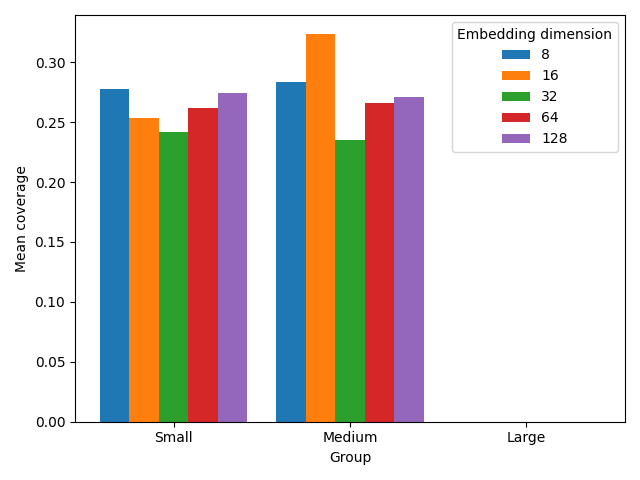 Embedding dimension
8
16
32
64
128
0.30
0.25
0.20
0.15
0.10
0.05
0.00
Mean coverage
Small
Medium
Large
Group